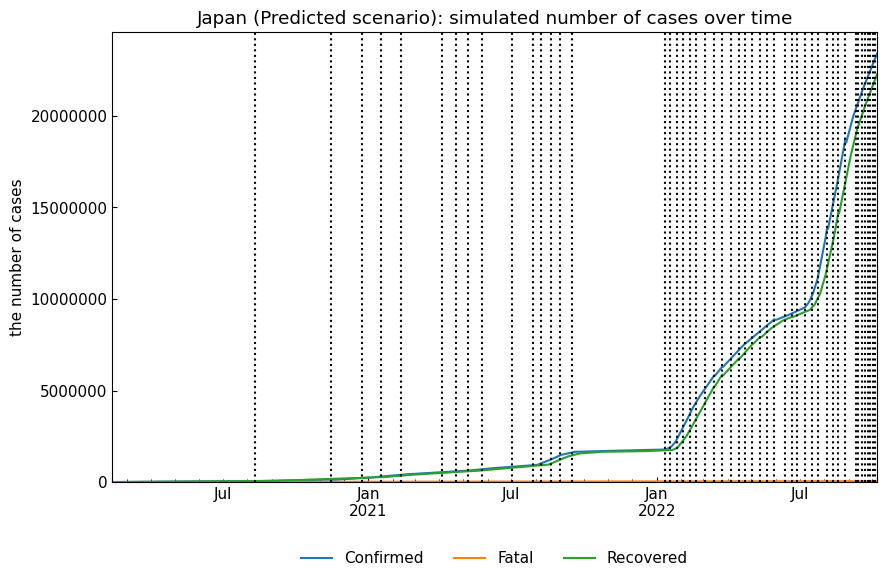 Japan (Predicted scenario): simulated number of cases over time
the number of cases
20000000
15000000
10000000
5000000
0
Jul
Jan
2021
Jul
Jan
2022
Jul
Confirmed
Fatal
Recovered